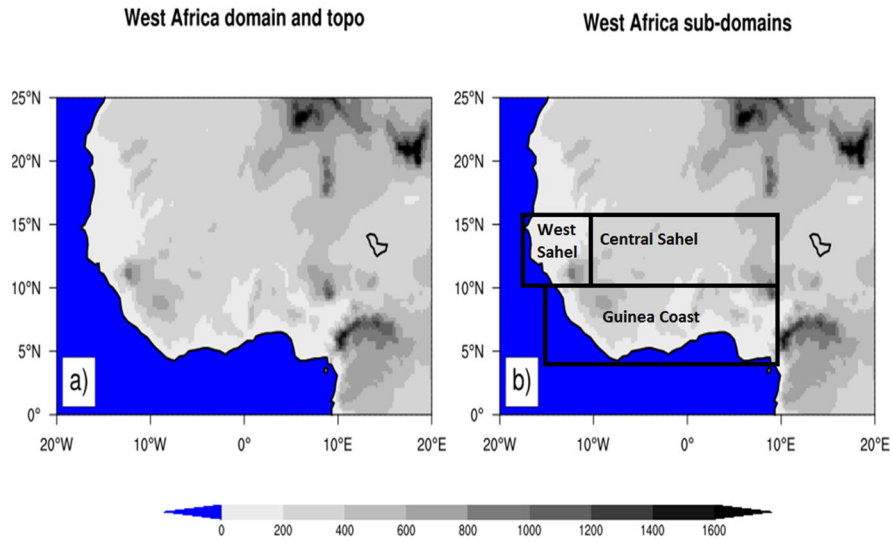 West Africa domain and topo
West Africa sub-domains
25°N
20°N
15°N
10°N
5°N
0°
20°W
10°W
0°
10°E
20°E
a)
25°N
20°N
15°N
10°N
5°N
0°
20°W
10°W
0°
10°E
20°E
West
Sahel
Central Sahel
Guinea Coast
b)
0 200 400 600 800 1000 1200 1400 1600